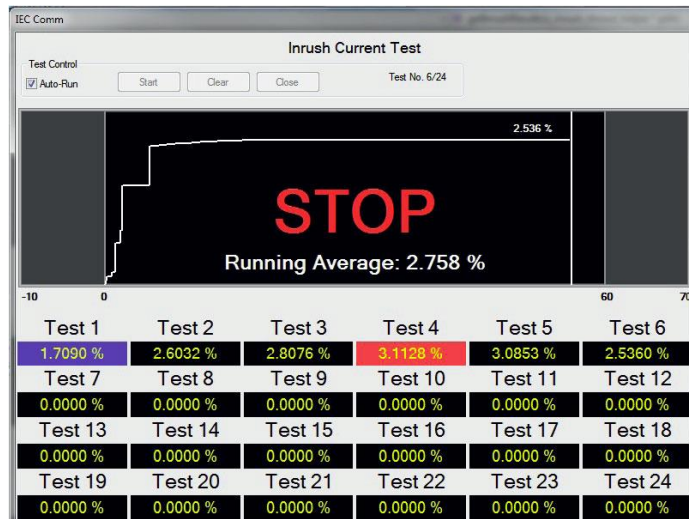 IEC Comm
Inrush Current Test
Test Control
Auto-Run Start Clear Close Test No. 6/24
2.536 %
STOP
Running Average: 2.758 %
-10 0 60 70
Test 1 Test 2 Test 3 Test 4 Test 5 Test 6
1.7090 % 2.6032 % 2.8076 % 3.1128 % 3.0853 % 2.5360 %
Test 7 Test 8 Test 9 Test 10 Test 11 Test 12
0.0000 % 0.0000 % 0.0000 % 0.0000 % 0.0000 % 0.0000 %
Test 13 Test 14 Test 15 Test 16 Test 17 Test 18
0.0000 % 0.0000 % 0.0000 % 0.0000 % 0.0000 % 0.0000 %
Test 19 Test 20 Test 21 Test 22 Test 23 Test 24
0.0000 % 0.0000 % 0.0000 % 0.0000 % 0.0000 % 0.0000 %